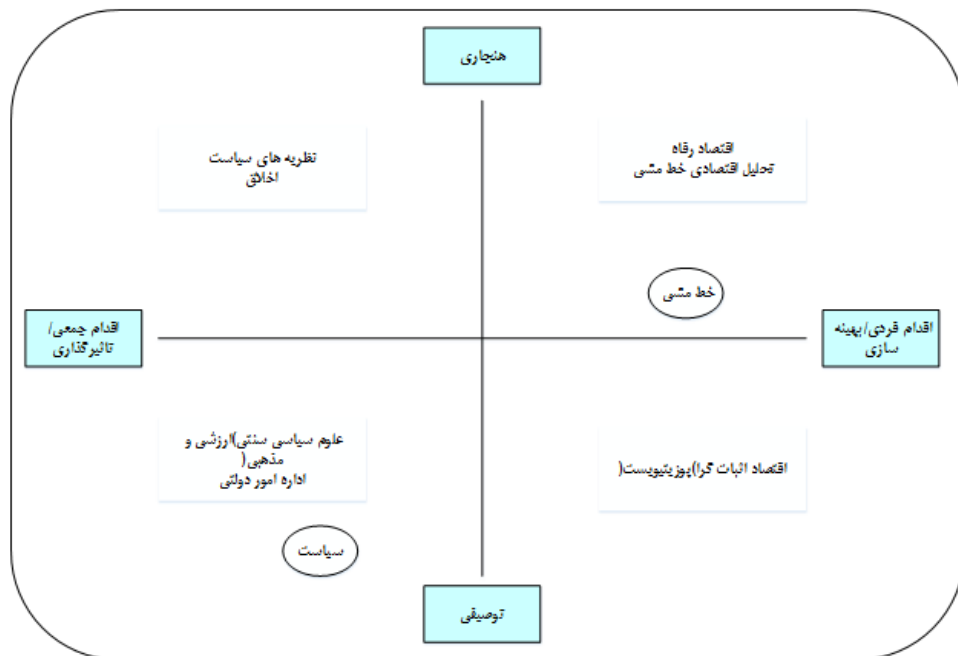 هنجاری
اقتصاد رفاه
تحلیل اقتصادی خط مشی
نظریه های سیاست
اخلاق
خط مشی
اقدام فردی/بهینه
سازی
اقدام جمعی/
تاثیرگذاری
علوم سیاسی سنتی)ارزشی و
مذهبی(
اداره امور دولتی
اقتصاد اثبات گرا)پوزیتیویست(
سیاست
توصیفی